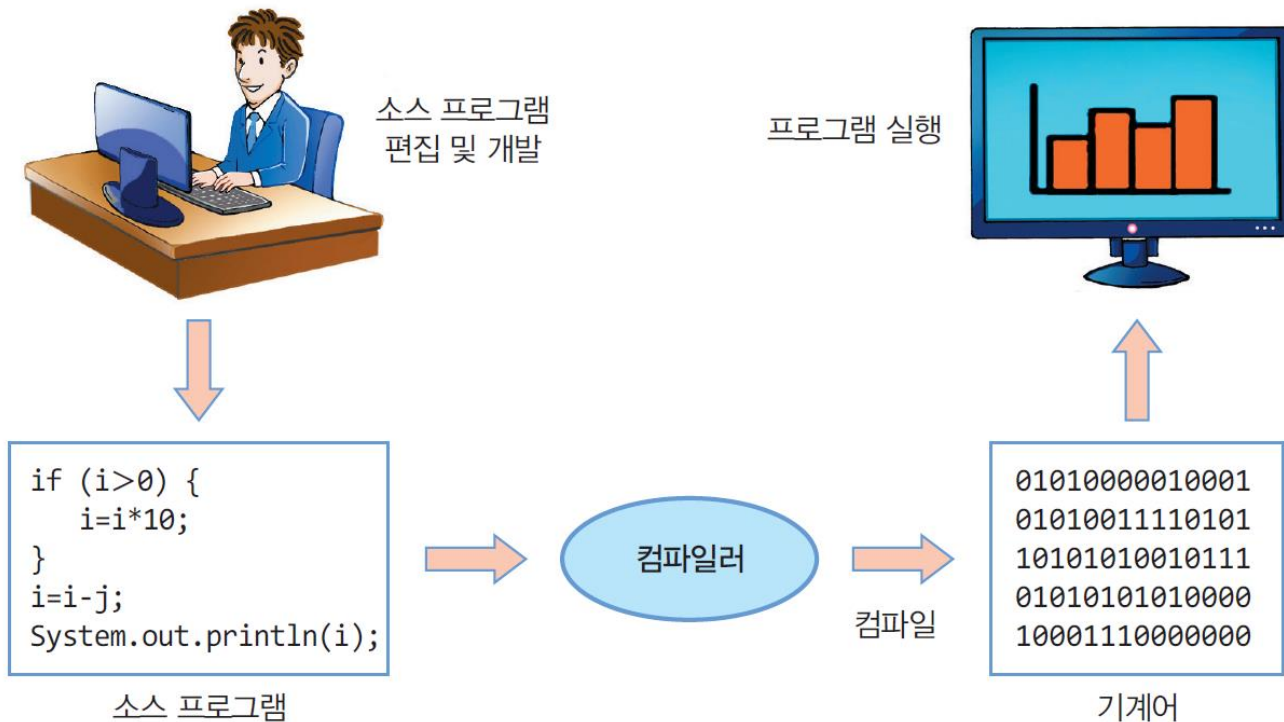 소스 프로그램
편집 및 개발
프로그램 실행
if (i>0) {
i=i*10;
}
i=i-j;
System.out.println(i);
소스 프로그램
컴파일러
컴파일
01010000010001
01010011110101
10101010010111
01010101010000
10001110000000
기계어